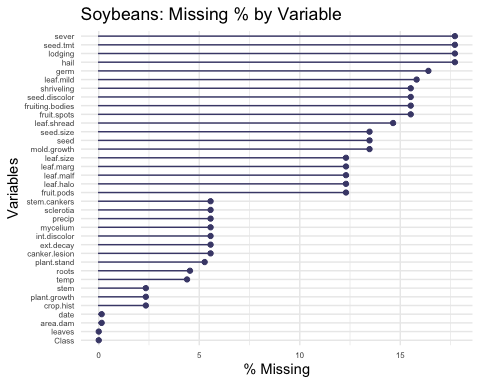 Soybeans: Missing % by Variable
Variables
sever
seed.tmt
lodging
hail
germ
leaf.mild
shriveling
seed.discolor
fruiting.bodies
fruit.spots
leaf.shread
seed.size
seed
mold.growth
leaf.size
leaf.marg
leaf.malf
leaf.halo
fruit.pods
stem.cankers
sclerotia
precip
mycelium
int.discolor
ext.decay
canker.lesion
plant.stand
roots
temp
stem
plant.growth
crop.hist
date
area.dam
leaves
Class
0 5 10 15
% Missing